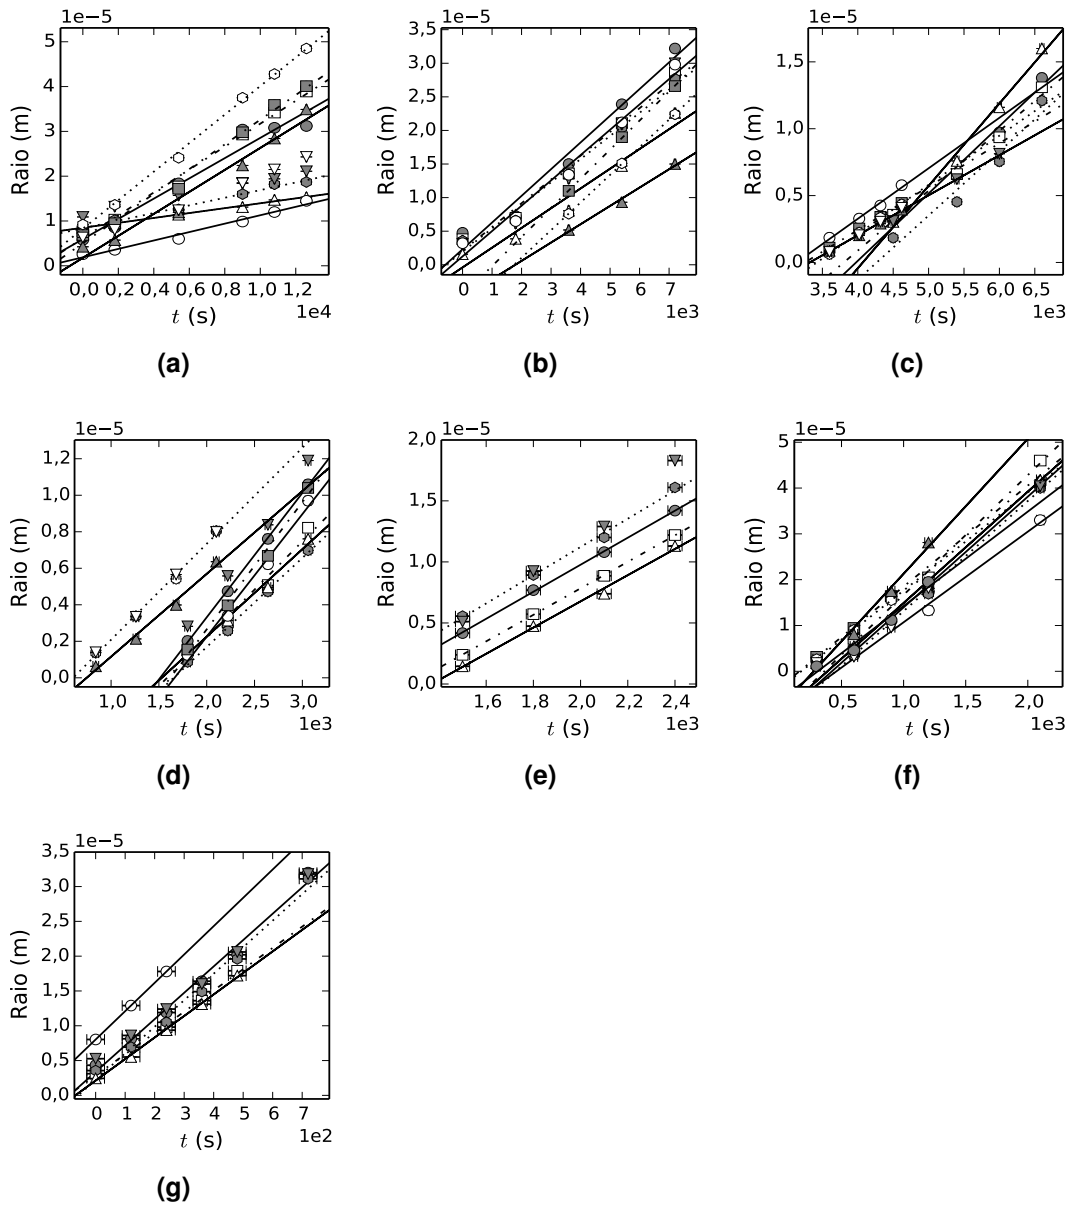 1e−5
5
4
3
2
1
0
Raio (m)
0,0 0,2 0,4 0,6 0,8 1,0 1,2
1e4
t (s)
(a)
1e−5
3,5
3,0
2,5
2,0
1,5
1,0
0,5
0,0
Raio (m)
0 1 2 3 4 5 6 7
1e3
t (s)
(b)
1e−5
1,5
1,0
0,5
0,0
Raio (m)
3,5 4,0 4,5 5,0 5,5 6,0 6,5
1e3
t (s)
(c)
1e−5
1,2
1,0
0,8
0,6
0,4
0,2
0,0
Raio (m)
1,0 1,5 2,0 2,5 3,0
1e3
t (s)
(d)
1e−5
2,0
1,5
1,0
0,5
0,0
Raio (m)
1,6 1,8 2,0 2,2 2,4
1e3
t (s)
(e)
1e−5
5
4
3
2
1
0
Raio (m)
0,5 1,0 1,5 2,0
1e3
t (s)
(f)
1e−5
3,5
3,0
2,5
2,0
1,5
1,0
0,5
0,0
Raio (m)
0 1 2 3 4 5 6 7
1e2
t (s)
(g)